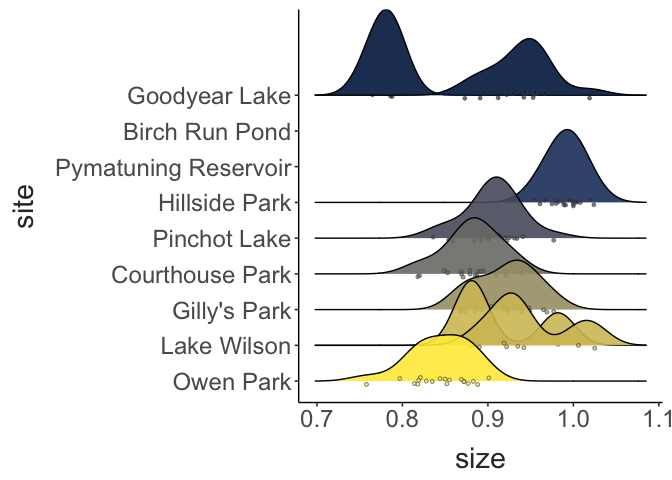 Goodyear Lake
Birch Run Pond
Pymatuning Reservoir
Hillside Park
Pinchot Lake
Courthouse Park
Gilly's Park
Lake Wilson
Owen Park
site
0.7 0.8 0.9 1.0 1.1
size